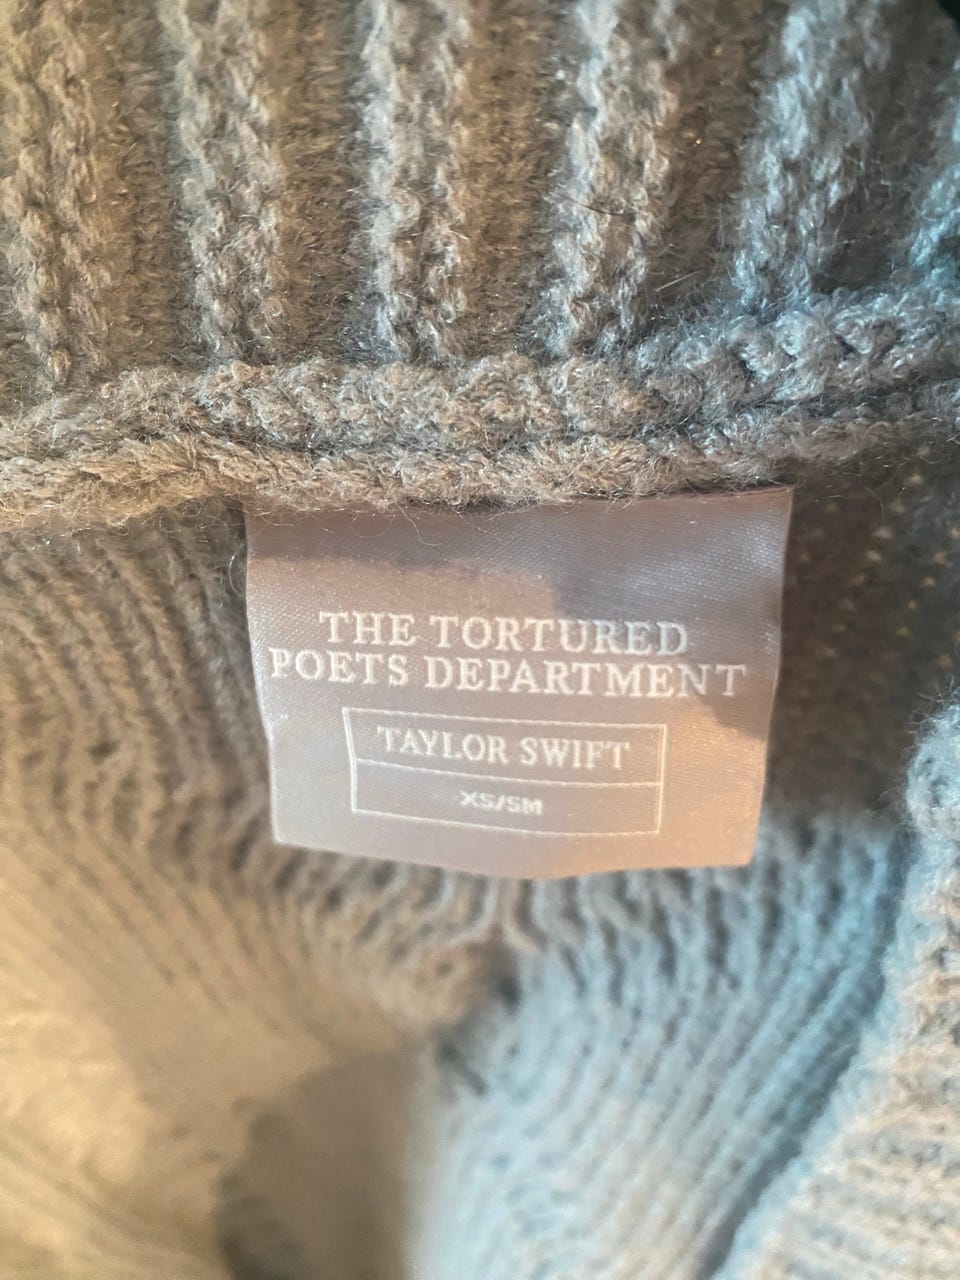 THE TORTURED
POETS DEPARTMENT
TAYLOR SWIFT
XS/SM